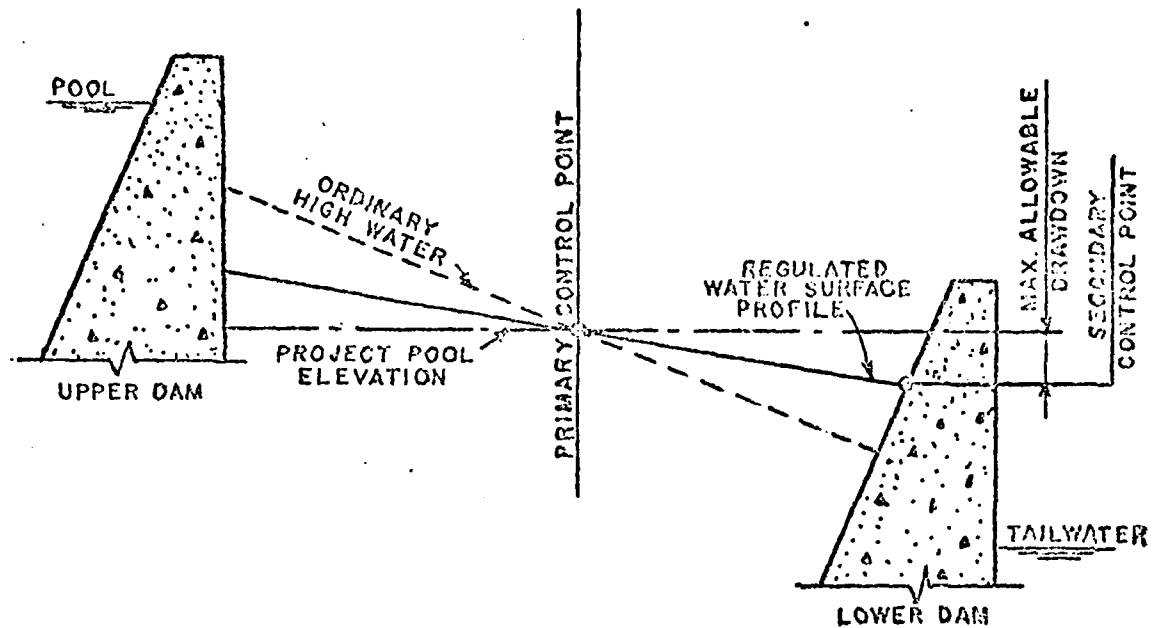 POOL
ORDINARY
HIGH WATER
PROJECT POOL
ELEVATION
UPPER DAM
PRIMARY CONTROL POINT
REGULATED
WATER SURFACE
PROFILE
MAX. ALLOWABLE
DRAWDOWN
SECONDARY
CONTROL POINT
TAILWATER
LOWER DAM